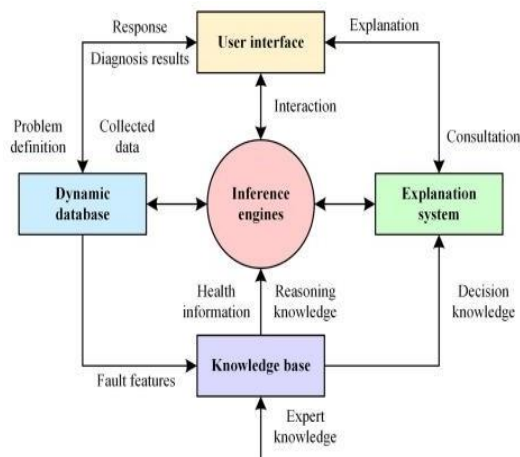 Response
Explanation
User interface
Diagnosis results
Interaction
Problem
definition
Collected
data
Consultation
Dynamic
database
Inference
engines
Explanation
system
Health
information
Reasoning
knowledge
Decision
knowledge
Knowledge base
Fault features
Expert
knowledge